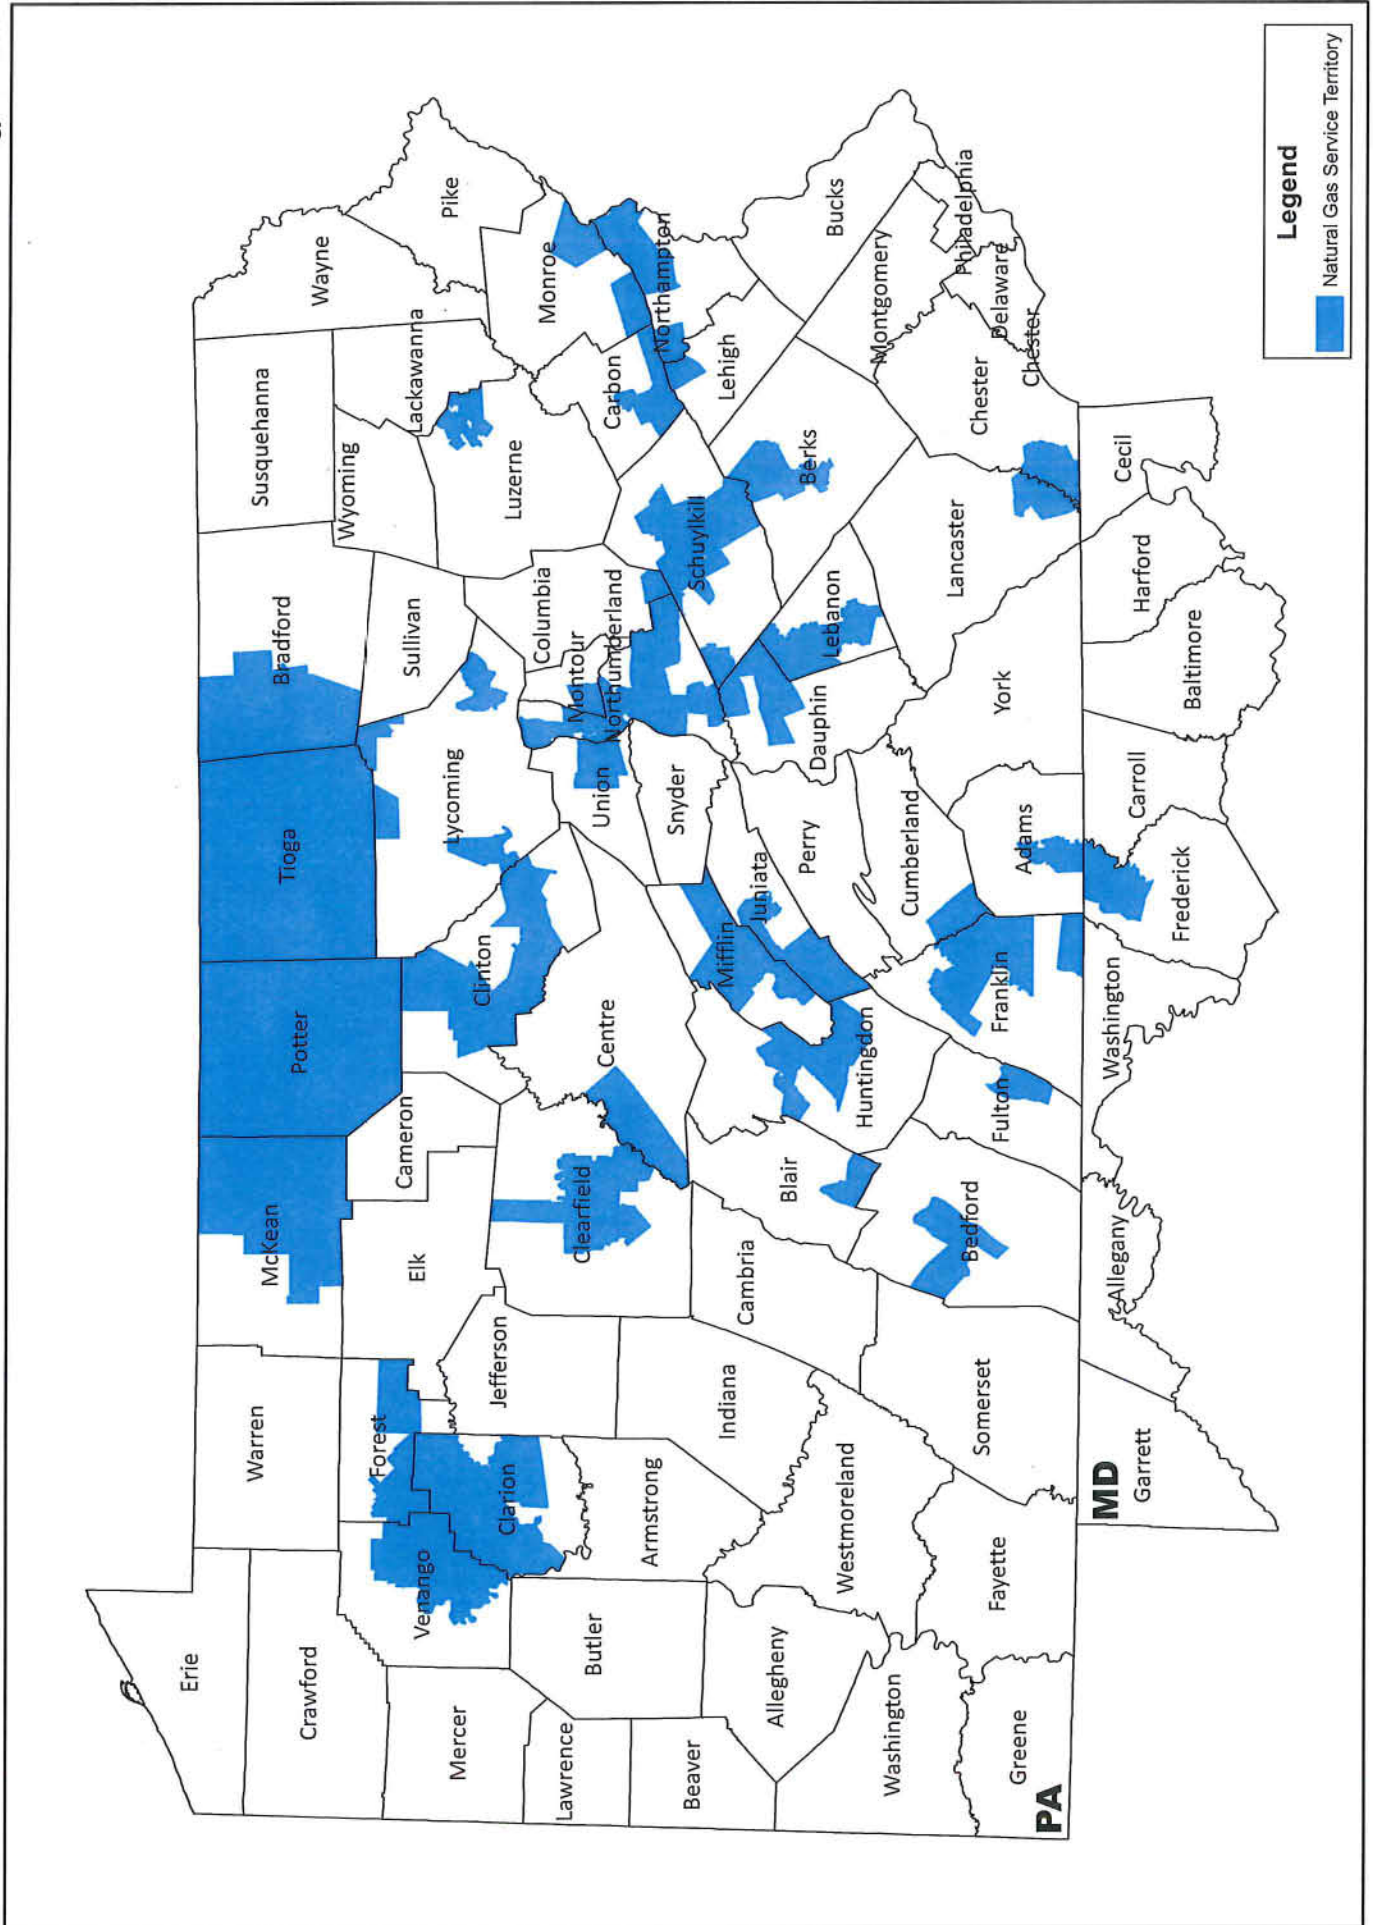 Erie
Warren
McKean
Potter
Tioga
Bradford
Susquehanna
Wayne
Crawford
Forest
Wyoming
Lackawanna
Pike
Venango
Elk
Cameron
Sullivan
Mercer
Clinton
Lycoming
Luzerne
Monroe
Clarion
Jefferson
Columbia
Lawrence
Butler
Clearfield
Centre
Union
Montour
Northumberland
Carbon
Northampton
Beaver
Armstrong
Indiana
Cambria
Mifflin
Snyder
Schuylkill
Lehigh
Allegheny
Blair
Juniata
Perry
Dauphin
Lebanon
Berks
Bucks
Westmoreland
Huntingdon
Cumberland
Montgomery
Washington
Fayette
Somerset
Bedford
Fulton
Franklin
Adams
York
Lancaster
Chester
Philadelphia
Delaware
Chester
Greene
PA
MD
Garrett
Allegany
Washington
Frederick
Carroll
Baltimore
Harford
Cecil
Legend
Natural Gas Service Territory